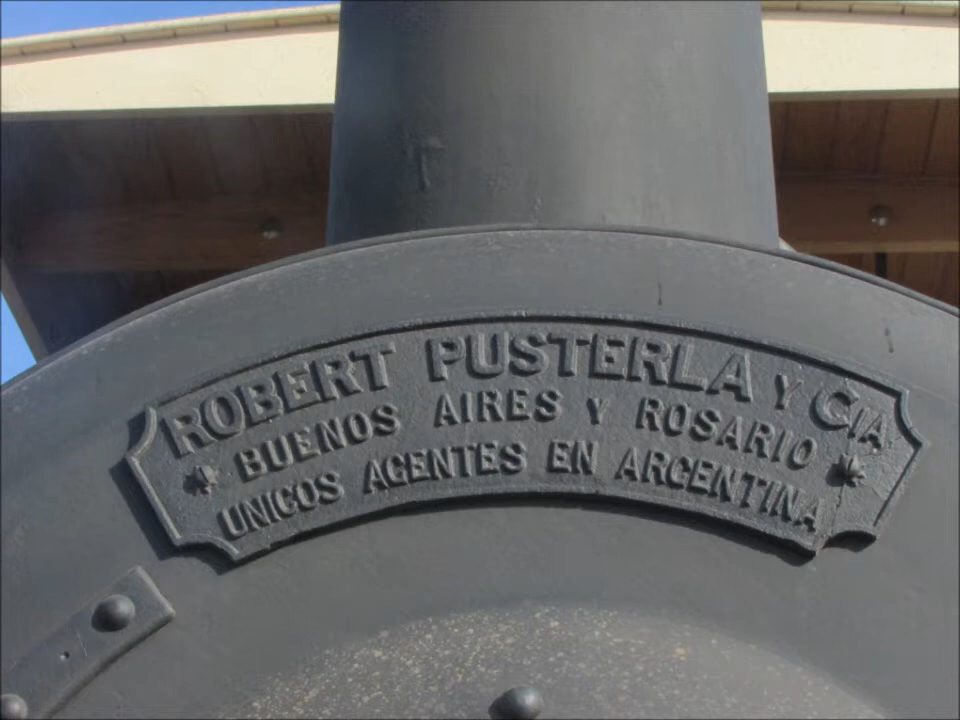 ROBERT PUSTERLA Y CIA
BUENOS AIRES Y ROSARIO
UNICOS AGENTES EN ARGENTINA